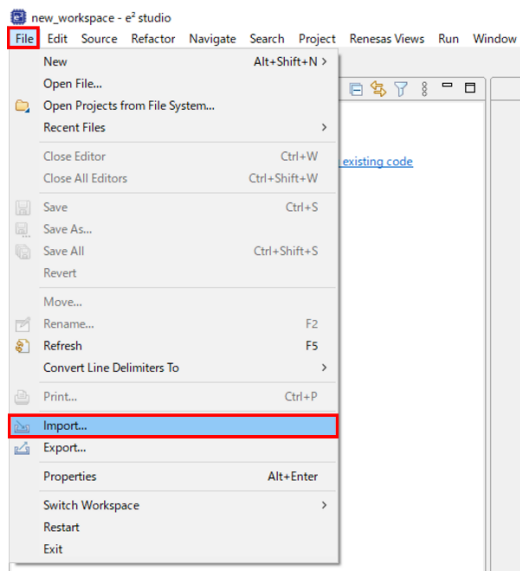 new_workspace - e² studio
File Edit Source Refactor Navigate Search Project Renesas Views Run Window
New Alt+Shift+N >
Open File...
Open Projects from File System...
Recent Files >
Close Editor Ctrl+W
existing code
Close All Editors Ctrl+Shift+W
Save Ctrl+S
Save As...
Save All Ctrl+Shift+S
Revert
Move...
Rename... F2
Refresh F5
Convert Line Delimiters To >
Print... Ctrl+P
Import...
Export...
Properties Alt+Enter
Switch Workspace >
Restart
Exit